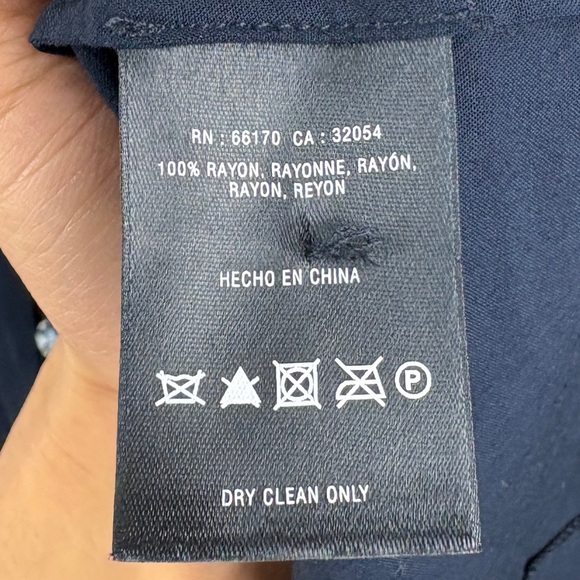 RN : 66170 CA : 32054
100% RAYON, RAYONNE, RAYÓN,
RAYON, REYON
HECHO EN CHINA
P
DRY CLEAN ONLY